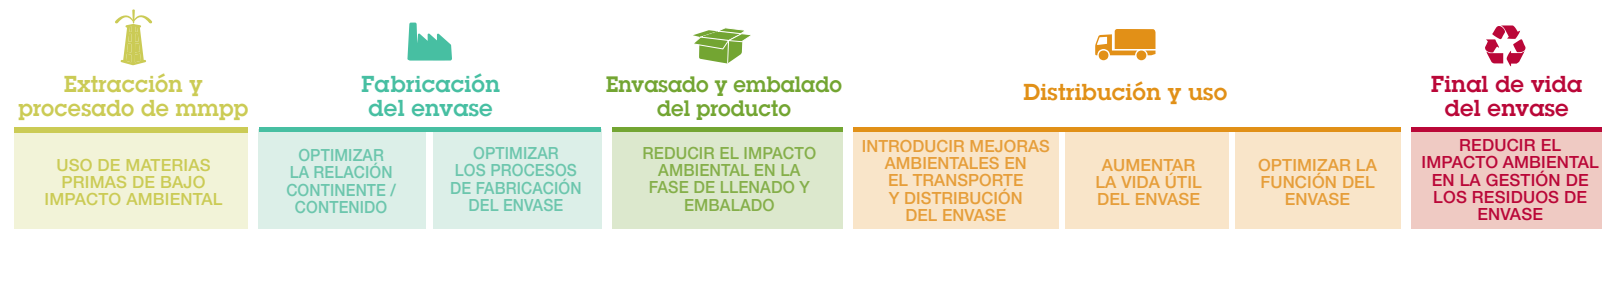 Extracción y
procesado de mmpp
USO DE MATERIAS
PRIMAS DE BAJO
IMPACTO AMBIENTAL
Fabricación
del envase
OPTIMIZAR
LA RELACIÓN
CONTINENTE /
CONTENIDO
OPTIMIZAR
LOS PROCESOS
DE FABRICACIÓN
DEL ENVASE
Envasado y embalado
del producto
REDUCIR EL IMPACTO
AMBIENTAL EN LA
FASE DE LLENADO Y
EMBALADO
Distribución y uso
INTRODUCIR MEJORAS
AMBIENTALES EN
EL TRANSPORTE
Y DISTRIBUCIÓN
DEL ENVASE
AUMENTAR
LA VIDA ÚTIL
DEL ENVASE
OPTIMIZAR LA
FUNCIÓN DEL
ENVASE
Final de vida
del envase
REDUCIR EL
IMPACTO AMBIENTAL
EN LA GESTIÓN DE
LOS RESIDUOS DE
ENVASE